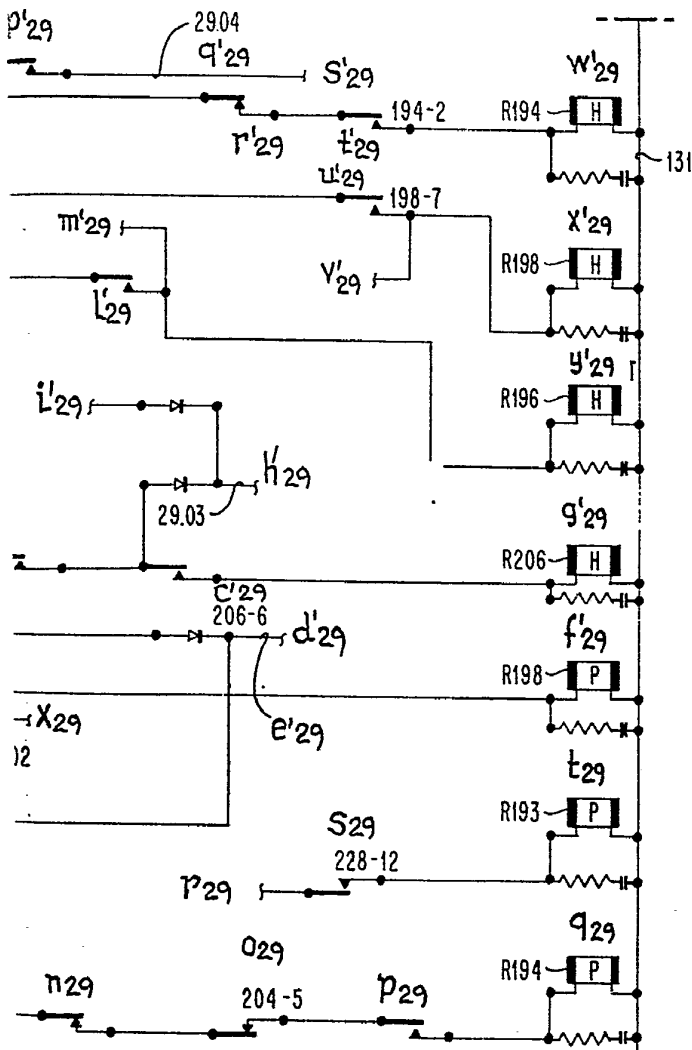 p'29
29.04
q'29
s'29
w'29
R194
H
194-2
r'29
t'29
131
u'29
198-7
m'29
x'29
v'29
R198
H
l'29
y'29
R196
H
i'29
h'29
29.03
g'29
R206
H
c'29
206-6
d'29
f'29
R198
P
x29
e'29
02
t29
R193
P
s29
228-12
r29
q29
o29
R194
P
n29
204-5
p29